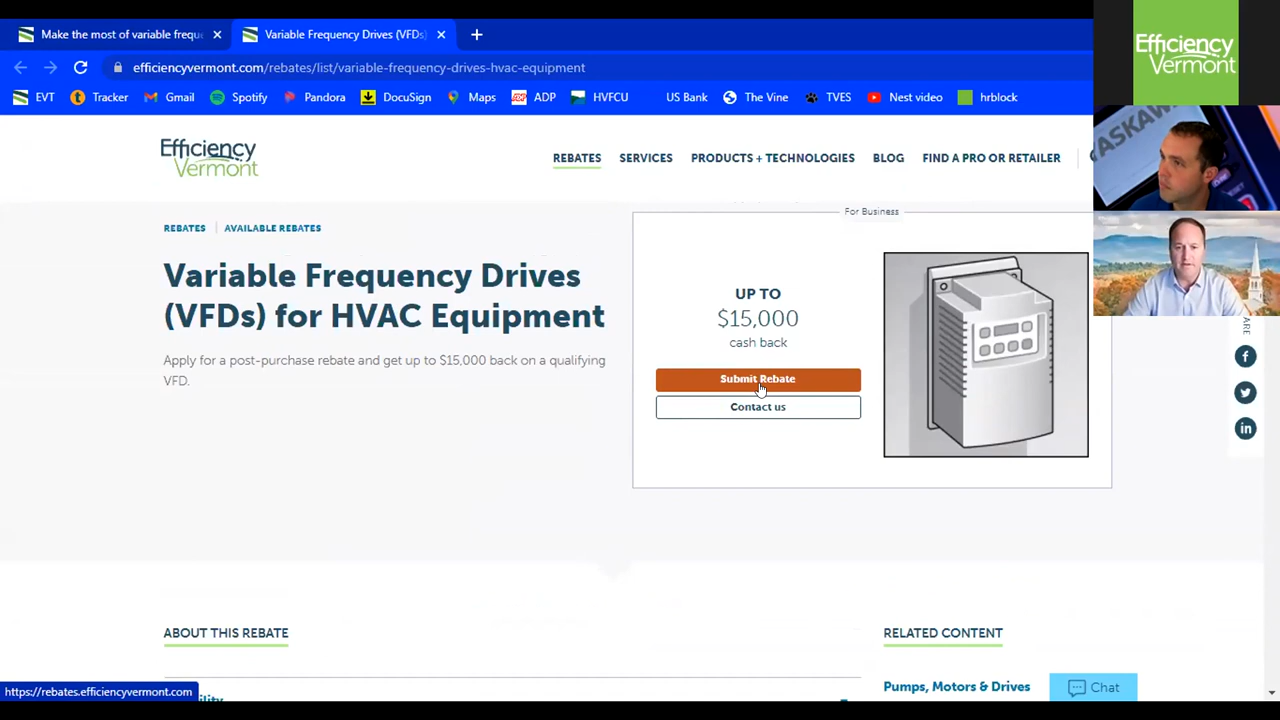 Make the most of variable frequ
Variable Frequency Drives (VFDs)
efficiencyvermont.com/rebates/list/variable-frequency-drives-hvac-equipment
EVT
Tracker
Gmail
Spotify
Pandora
DocuSign
Maps
ADP
ADP
HVFCU
US Bank
The Vine
TVES
Nest video
hrblock
Efficiency
Vermont
Efficiency
Vermont
REBATES
SERVICES
PRODUCTS + TECHNOLOGIES
BLOG
FIND A PRO OR RETAILER
REBATES
AVAILABLE REBATES
Variable Frequency Drives
(VFDs) for HVAC Equipment
Apply for a post-purchase rebate and get up to $15,000 back on a qualifying
VFD.
For Business
UP TO
$15,000
cash back
Submit Rebate
Contact us
ARE
ABOUT THIS REBATE
RELATED CONTENT
Pumps, Motors & Drives
Chat
https://rebates.efficiencyvermont.com